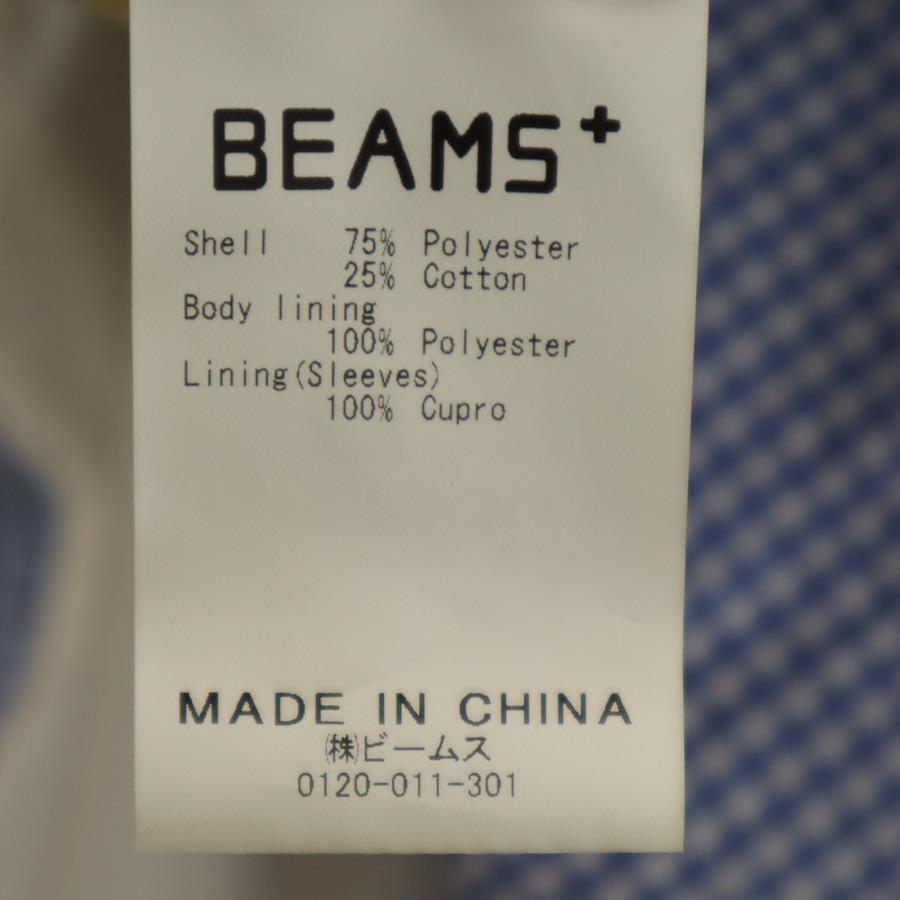 BEAMS+
Shell 75% Polyester
25% Cotton
Body lining
100% Polyester
Lining(Sleeves)
100% Cupro
MADE IN CHINA
㈱ビームス
0120-011-301